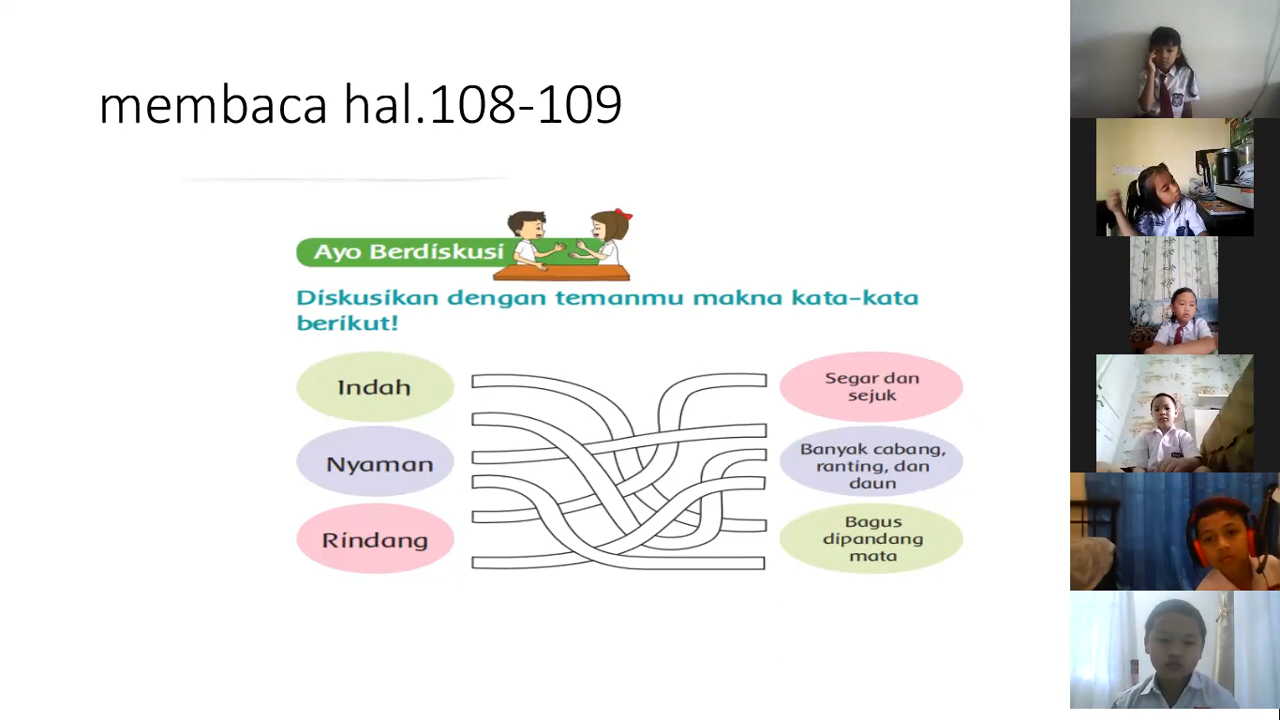 membaca hal.108-109
Ayo Berdiskusi
Diskusikan dengan temanmu makna kata-kata
berikut!
Indah
Nyaman
Rindang
Segar dan
sejuk
Banyak cabang,
ranting, dan
daun
Bagus
dipandang
mata